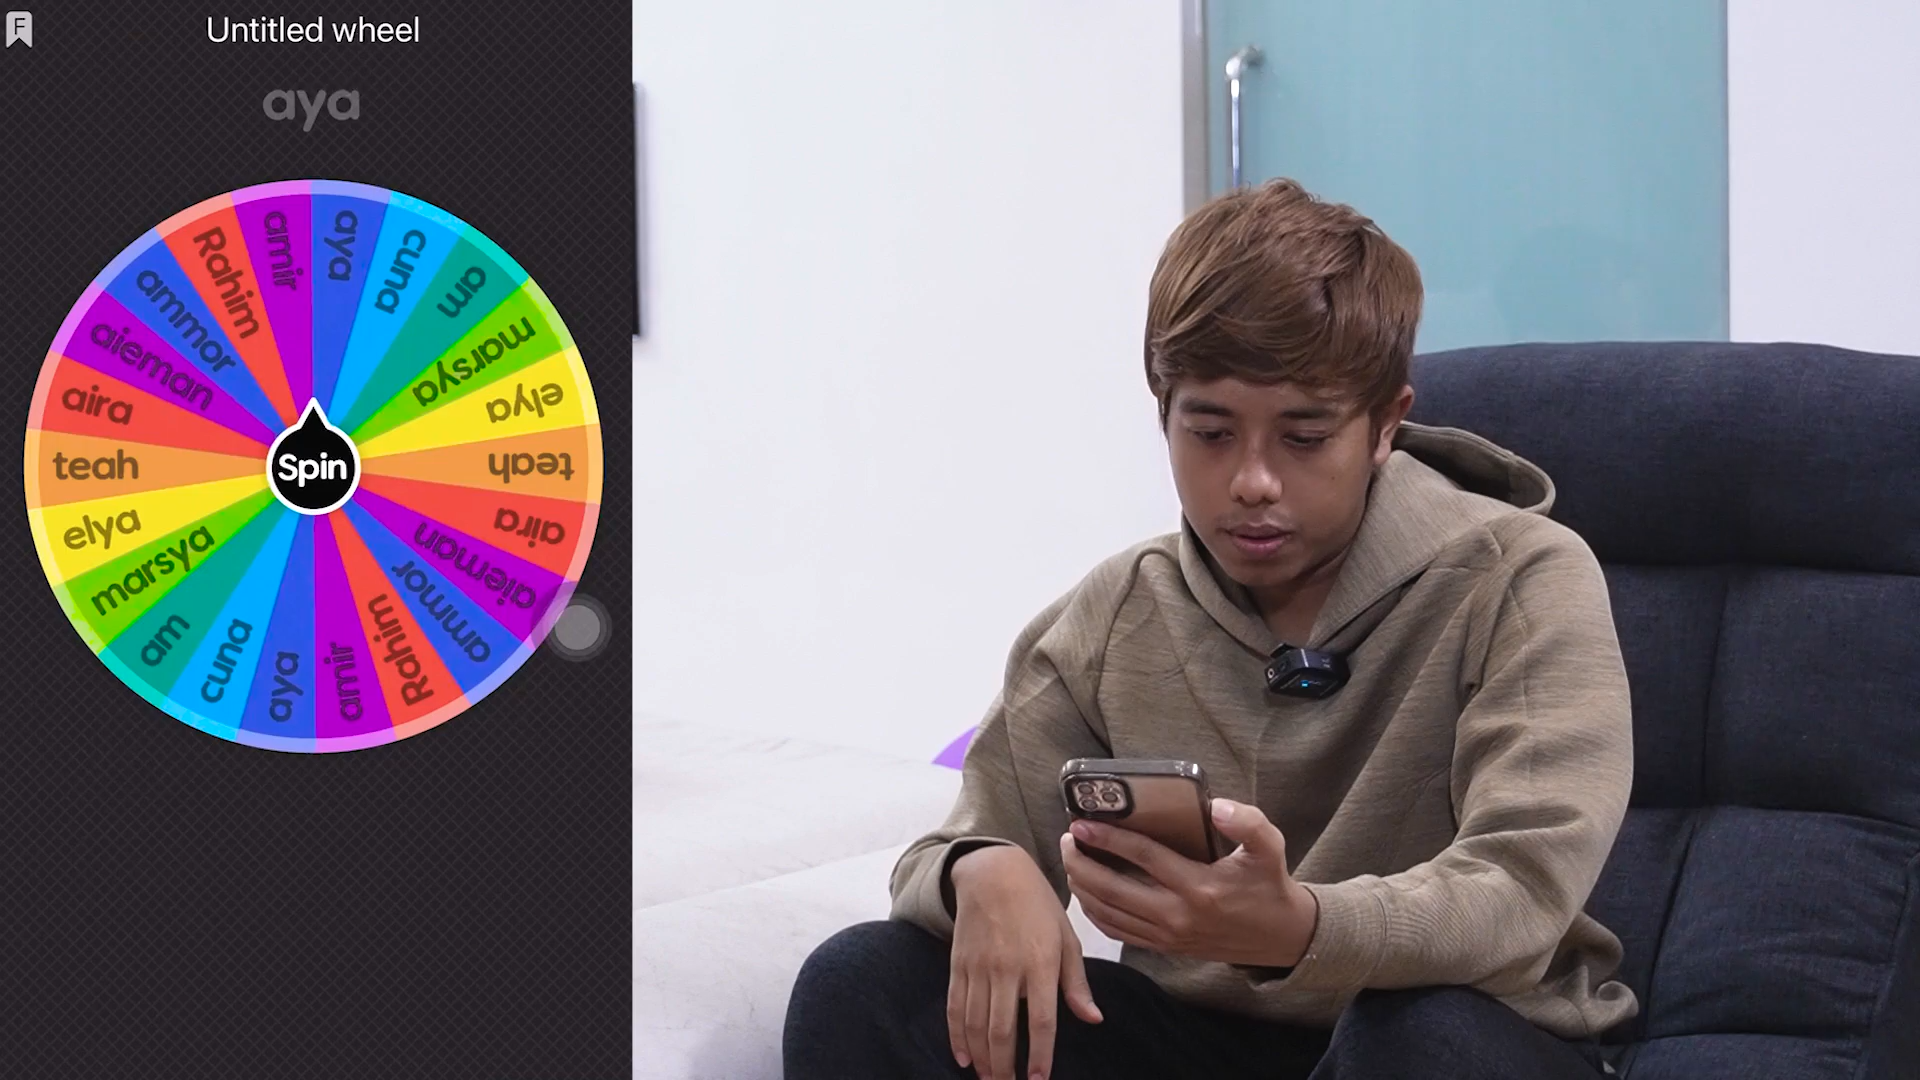 F
Untitled wheel
aya
aya
cuna
am
marsya
elya
teah
aira
aieman
ammor
Rahim
amir
aya
cuna
am
marsya
elya
teah
aira
aieman
ammor
Rahim
amir
Spin